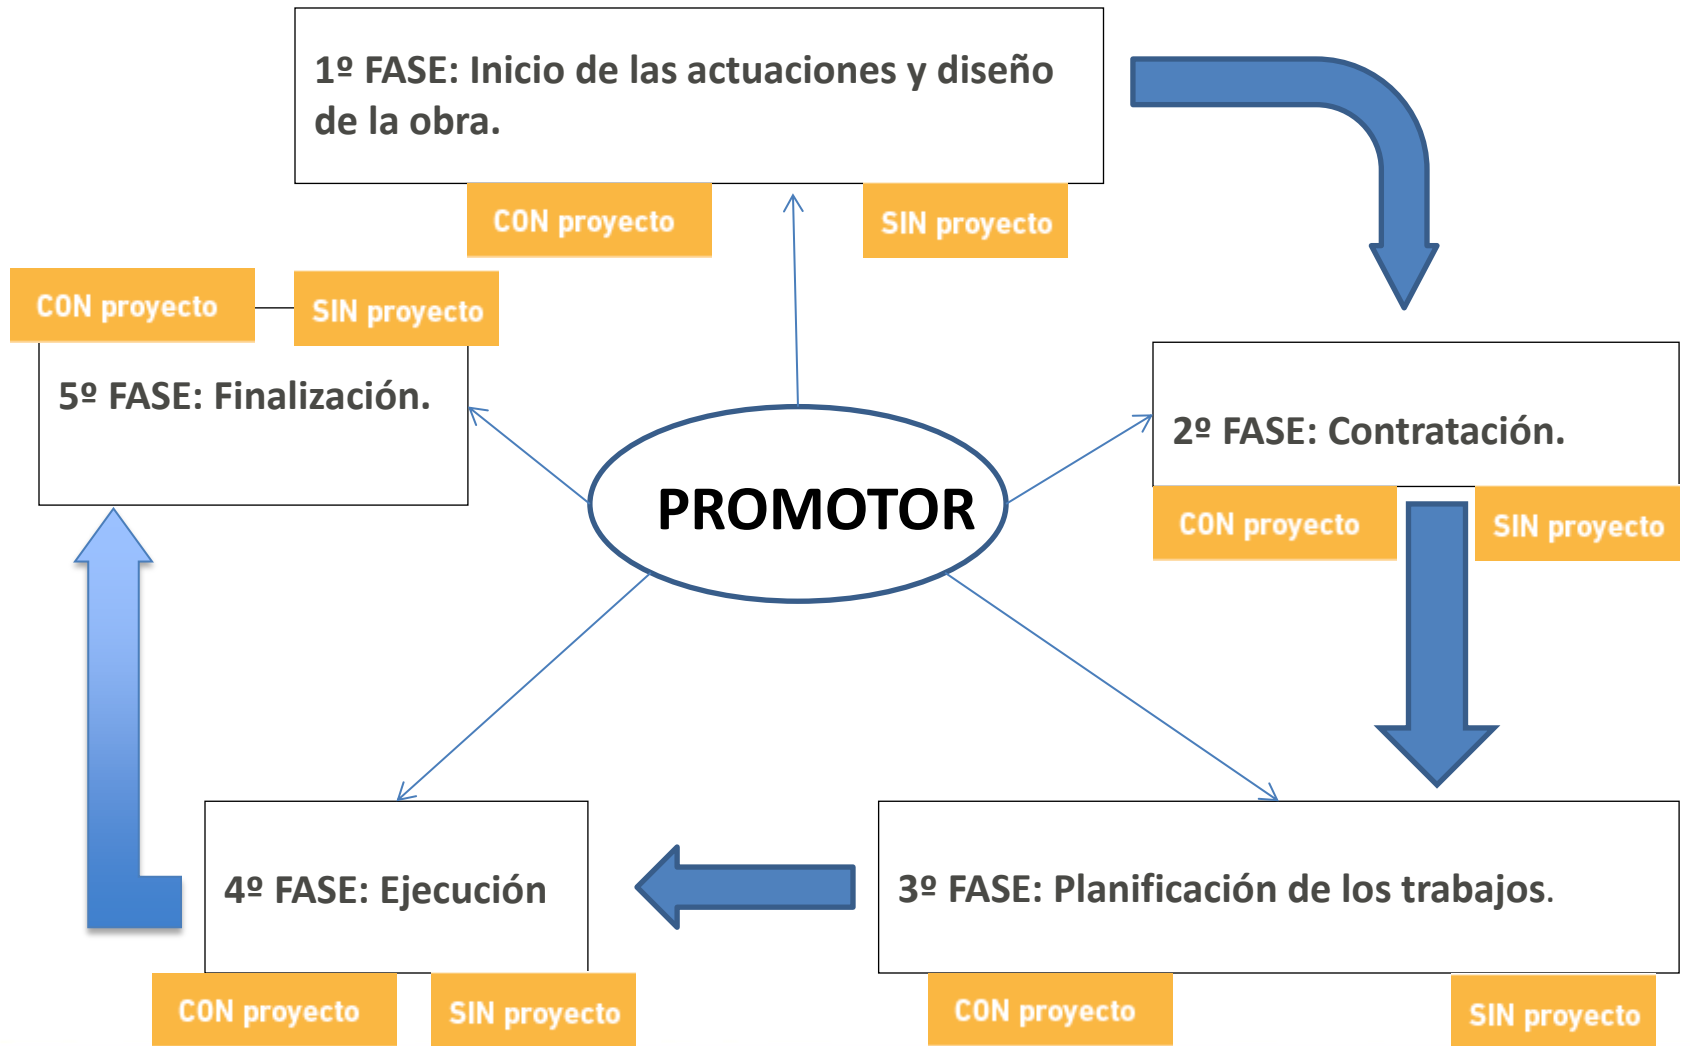 1º FASE: Inicio de las actuaciones y diseño
de la obra.
CON proyecto
SIN proyecto
CON proyecto
SIN proyecto
5º FASE: Finalización.
2º FASE: Contratación.
CON proyecto
SIN proyecto
PROMOTOR
4º FASE: Ejecución
CON proyecto
SIN proyecto
3º FASE: Planificación de los trabajos.
CON proyecto
SIN proyecto